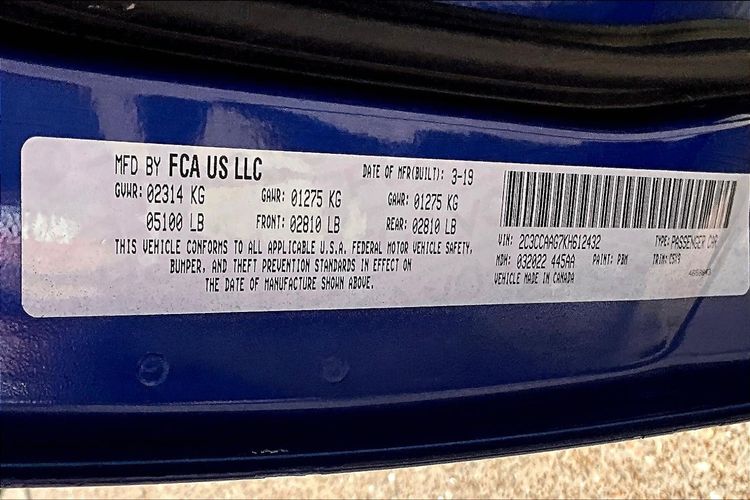 MFD BY FCA US LLC DATE OF MFR(BUILT): 3-19
GVWR: 02314 KG GAWR: 01275 KG GAWR: 01275 KG
05100 LB FRONT: 02810 LB REAR: 02810 LB
THIS VEHICLE CONFORMS TO ALL APPLICABLE U.S.A. FEDERAL MOTOR VEHICLE SAFETY,
BUMPER, AND THEFT PREVENTION STANDARDS IN EFFECT ON
THE DATE OF MANUFACTURE SHOWN ABOVE.
VIN: 2C3CCAAG7KH612432 TYPE: PASSENGER CAR
MDH: 032022 445AA PAINT: PBM TRIM: CSX9
VEHICLE MADE IN CANADA